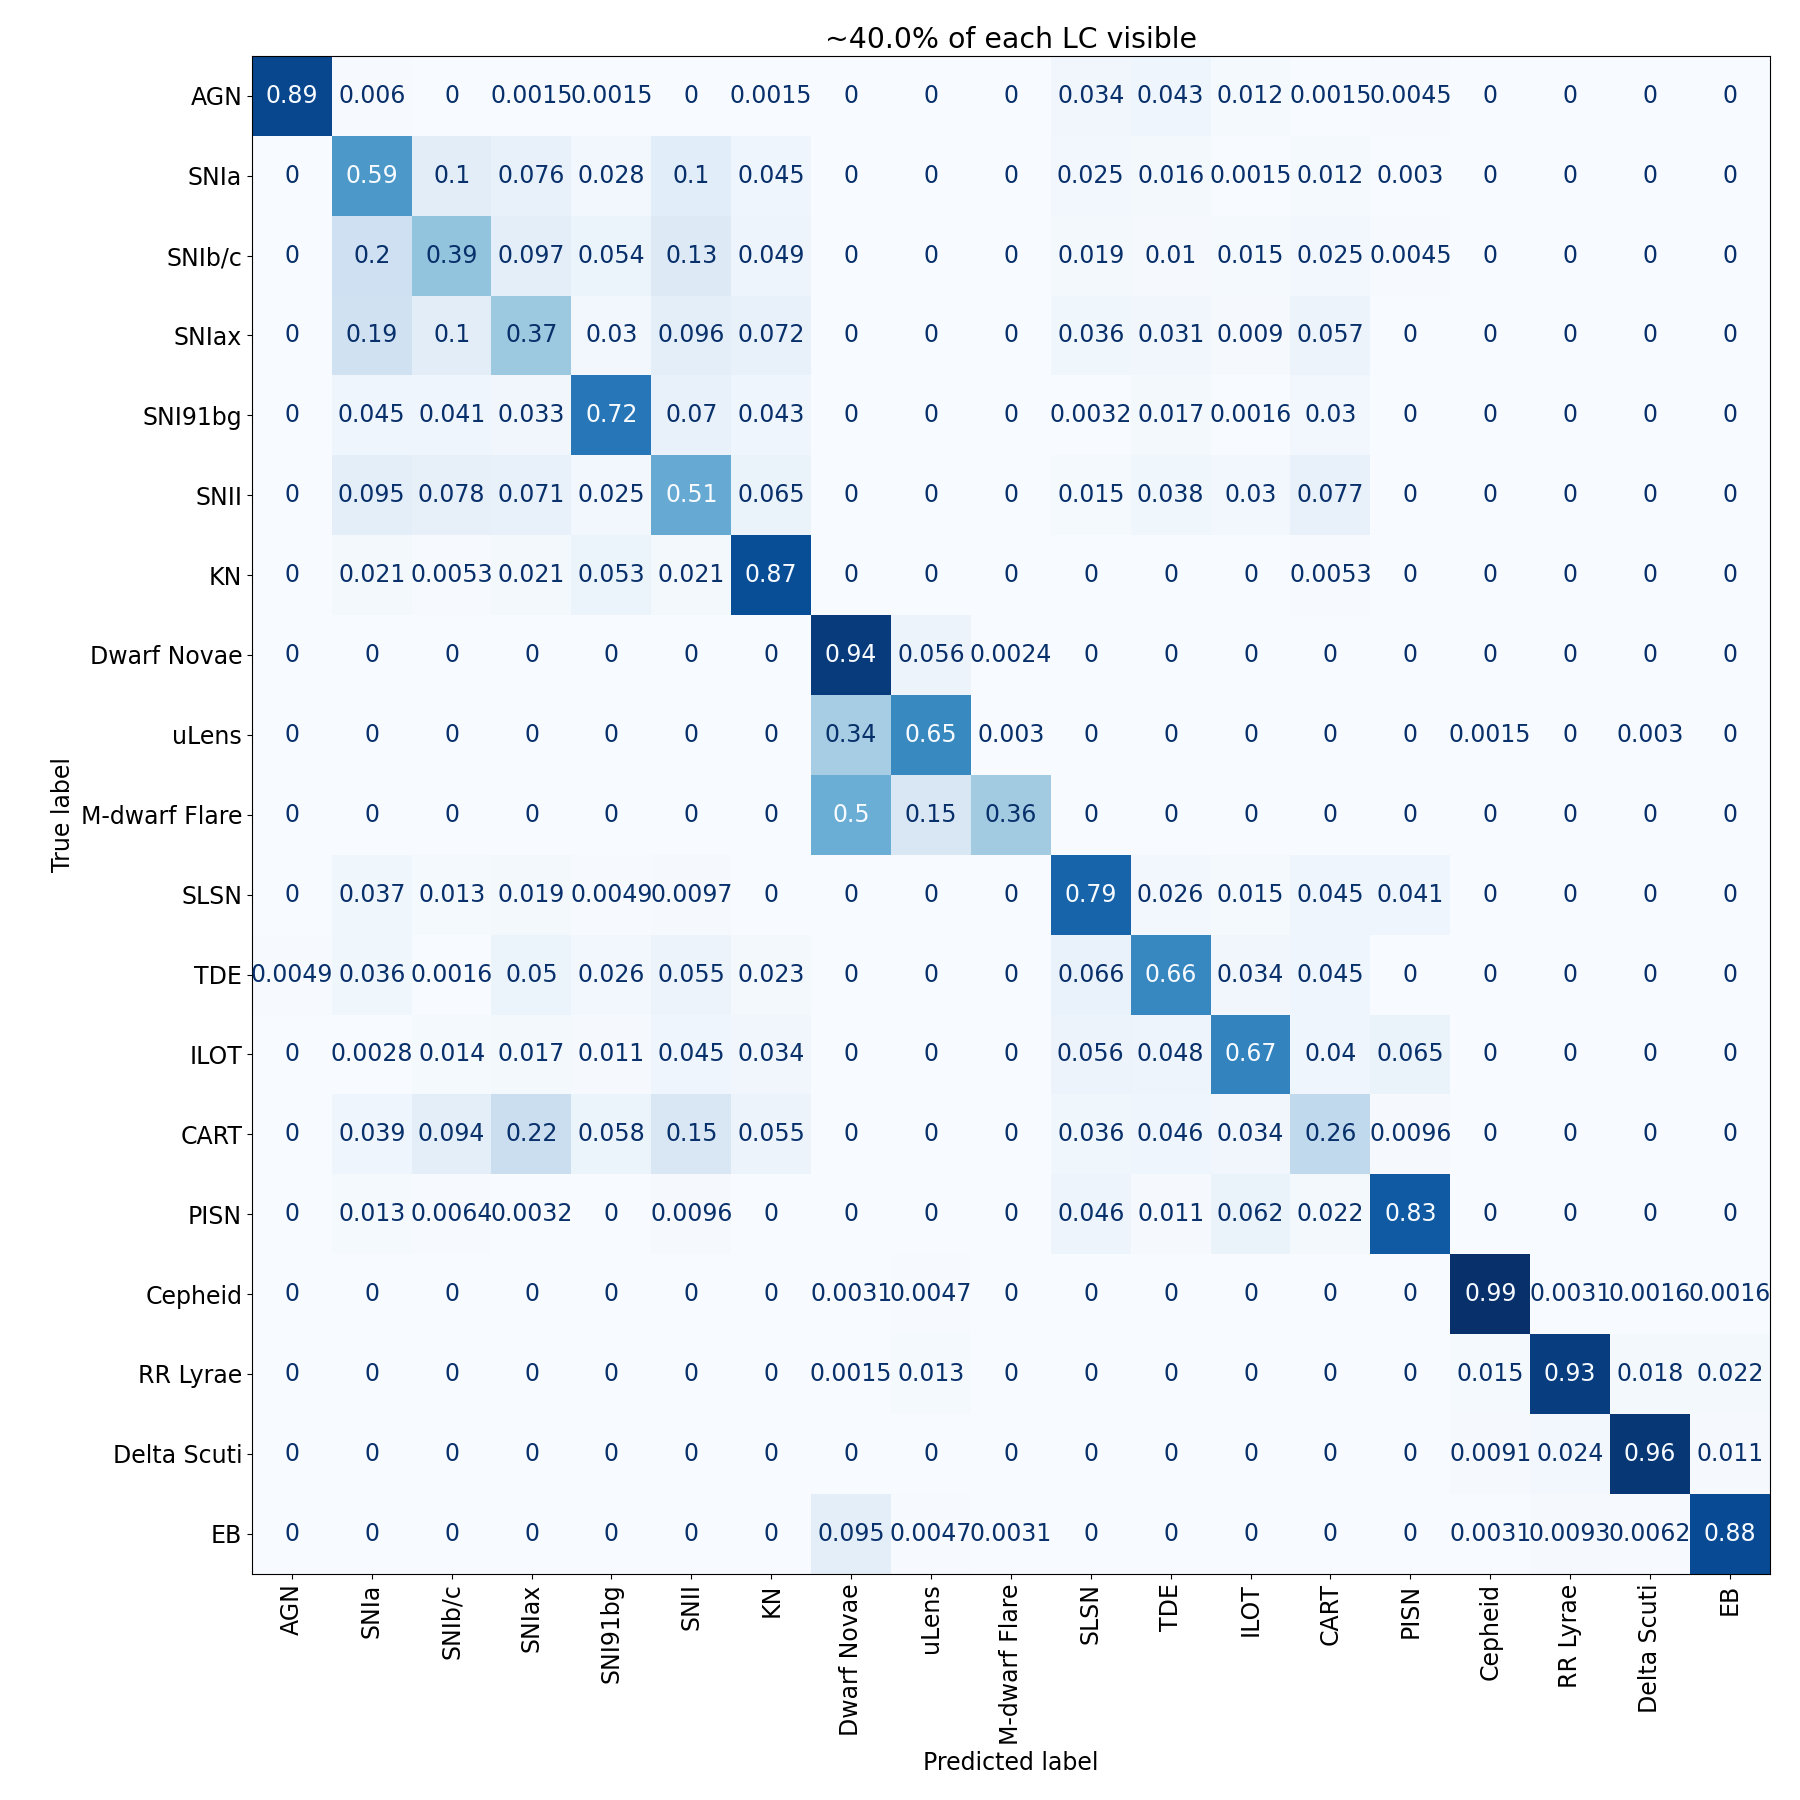 ~40.0% of each LC visible
AGN 0.89 0.006 0 0.0015 0.0015 0 0.0015 0 0 0 0.034 0.043 0.012 0.0015 0.0045 0 0 0 0
SNIa 0 0.59 0.1 0.076 0.028 0.1 0.045 0 0 0 0.025 0.016 0.0015 0.012 0.003 0 0 0 0
SNIb/c 0 0.2 0.39 0.097 0.054 0.13 0.049 0 0 0 0.019 0.01 0.015 0.025 0.0045 0 0 0 0
SNIax 0 0.19 0.1 0.37 0.03 0.096 0.072 0 0 0 0.036 0.031 0.009 0.057 0 0 0 0 0
SNI91bg 0 0.045 0.041 0.033 0.72 0.07 0.043 0 0 0 0.0032 0.017 0.0016 0.03 0 0 0 0 0
SNII 0 0.095 0.078 0.071 0.025 0.51 0.065 0 0 0 0.015 0.038 0.03 0.077 0 0 0 0 0
KN 0 0.021 0.0053 0.021 0.053 0.021 0.87 0 0 0 0 0 0 0.0053 0 0 0 0 0
Dwarf Novae 0 0 0 0 0 0 0 0.94 0.056 0.0024 0 0 0 0 0 0 0 0 0
uLens 0 0 0 0 0 0 0 0.34 0.65 0.003 0 0 0 0 0 0.0015 0 0.003 0
M-dwarf Flare 0 0 0 0 0 0 0 0.5 0.15 0.36 0 0 0 0 0 0 0 0 0
SLSN 0 0.037 0.013 0.019 0.0049 0.0097 0 0 0 0 0.79 0.026 0.015 0.045 0.041 0 0 0 0
TDE 0.0049 0.036 0.0016 0.05 0.026 0.055 0.023 0 0 0 0.066 0.66 0.034 0.045 0 0 0 0 0
ILOT 0 0.0028 0.014 0.017 0.011 0.045 0.034 0 0 0 0.056 0.048 0.67 0.04 0.065 0 0 0 0
CART 0 0.039 0.094 0.22 0.058 0.15 0.055 0 0 0 0.036 0.046 0.034 0.26 0.0096 0 0 0 0
PISN 0 0.013 0.0064 0.0032 0 0.0096 0 0 0 0 0.046 0.011 0.062 0.022 0.83 0 0 0 0
Cepheid 0 0 0 0 0 0 0 0.0031 0.0047 0 0 0 0 0 0 0.99 0.0031 0.0016 0.0016
RR Lyrae 0 0 0 0 0 0 0 0.0015 0.013 0 0 0 0 0 0 0.015 0.93 0.018 0.022
Delta Scuti 0 0 0 0 0 0 0 0 0 0 0 0 0 0 0 0.0091 0.024 0.96 0.011
EB 0 0 0 0 0 0 0 0.095 0.0047 0.0031 0 0 0 0 0 0.0031 0.0093 0.0062 0.88
True label
AGN SNIa SNIb/c SNIax SNI91bg SNII KN Dwarf Novae uLens M-dwarf Flare SLSN TDE ILOT CART PISN Cepheid RR Lyrae Delta Scuti EB
Predicted label